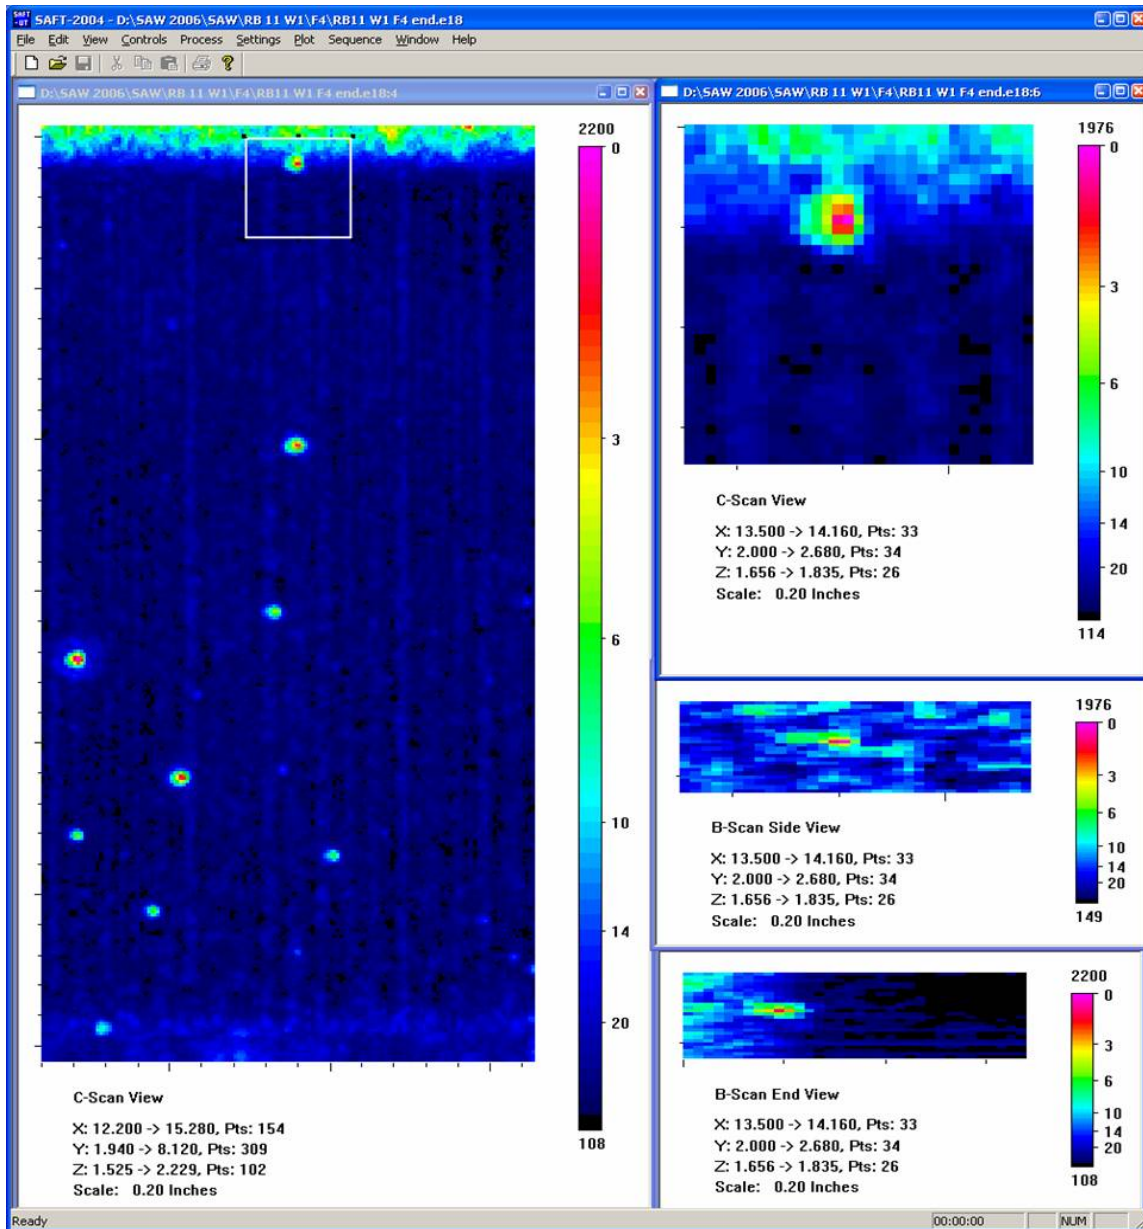 SAFT-2004 - D:\SAW 2006\SAW\RB 11 W1\F4\RB11 W1 F4 end.e18
File Edit View Controls Process Settings Plot Sequence Window Help
D:\SAW 2006\SAW\RB 11 W1\F4\RB11 W1 F4 end.e18:4
2200
0
3
6
10
14
20
108
C-Scan View
X: 12.200 -> 15.280, Pts: 154
Y: 1.940 -> 8.120, Pts: 309
Z: 1.525 -> 2.229, Pts: 102
Scale: 0.20 Inches
D:\SAW 2006\SAW\RB 11 W1\F4\RB11 W1 F4 end.e18:6
1976
0
3
6
10
14
20
114
C-Scan View
X: 13.500 -> 14.160, Pts: 33
Y: 2.000 -> 2.680, Pts: 34
Z: 1.656 -> 1.835, Pts: 26
Scale: 0.20 Inches
1976
0
3
6
10
14
20
149
B-Scan Side View
X: 13.500 -> 14.160, Pts: 33
Y: 2.000 -> 2.680, Pts: 34
Z: 1.656 -> 1.835, Pts: 26
Scale: 0.20 Inches
2200
0
3
6
10
14
20
108
B-Scan End View
X: 13.500 -> 14.160, Pts: 33
Y: 2.000 -> 2.680, Pts: 34
Z: 1.656 -> 1.835, Pts: 26
Scale: 0.20 Inches
Ready
00:00:00
NUM